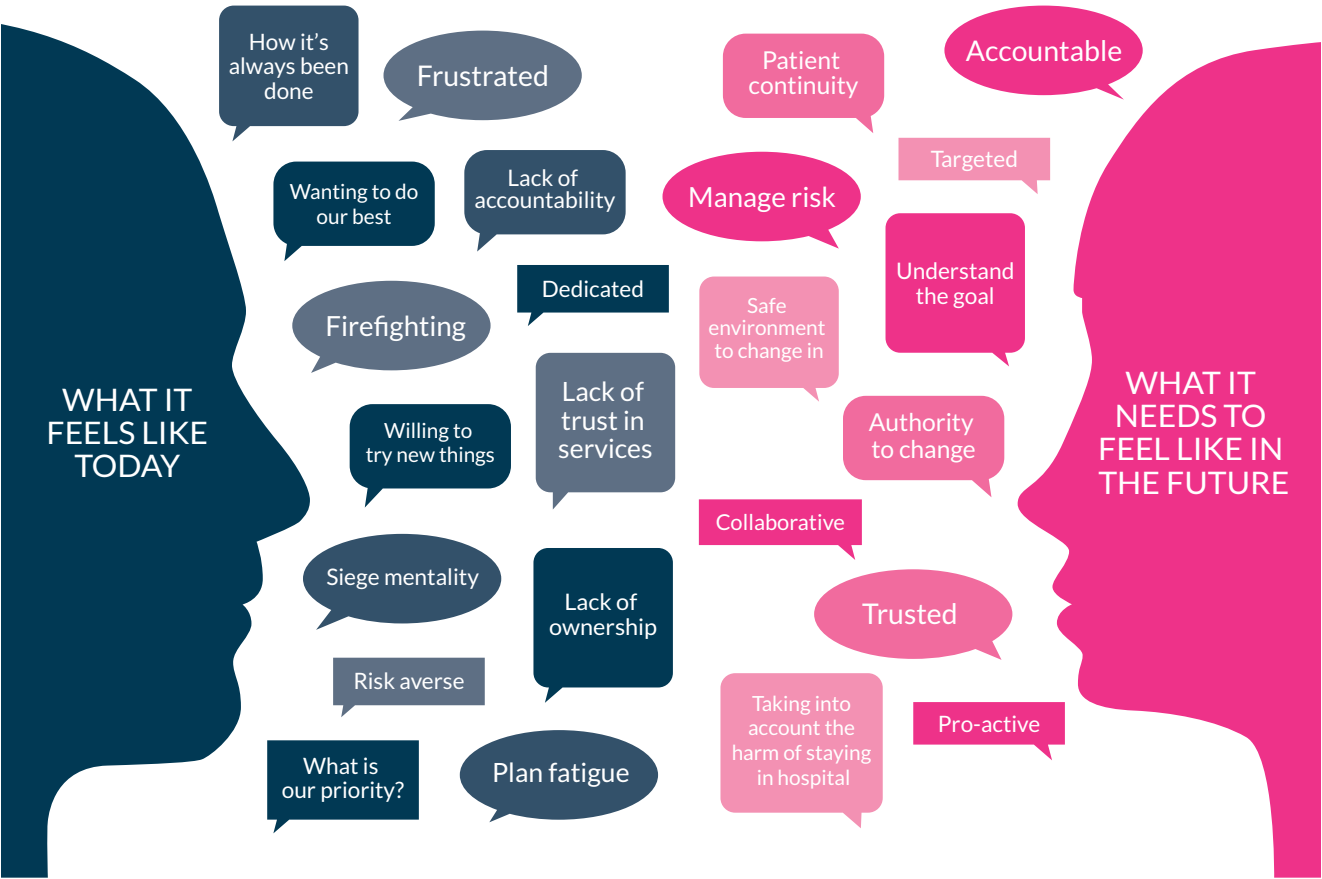 WHAT IT
FEELS LIKE
TODAY
How it's
always been
done
Frustrated
Wanting to do
our best
Lack of
accountability
Dedicated
Firefighting
Lack of
trust in
services
Willing to
try new things
Siege mentality
Lack of
ownership
Risk averse
What is
our priority?
Plan fatigue
Patient
continuity
Accountable
Targeted
Manage risk
Understand
the goal
Safe
environment
to change in
Authority
to change
Collaborative
Trusted
Taking into
account the
harm of staying
in hospital
Pro-active
WHAT IT
NEEDS TO
FEEL LIKE IN
THE FUTURE